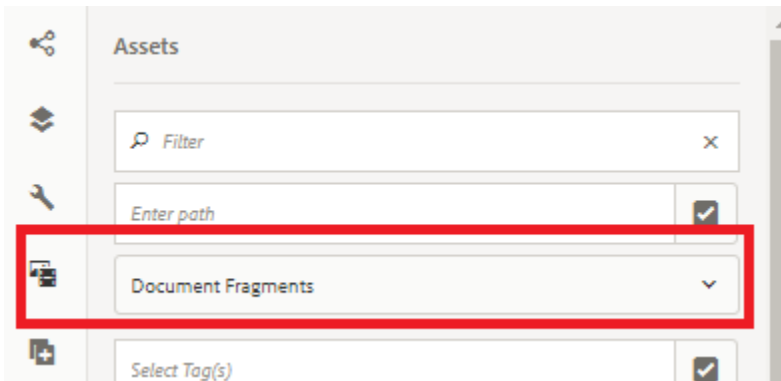 Assets
Filter
Enter path
Document Fragments
Select Tag(s)